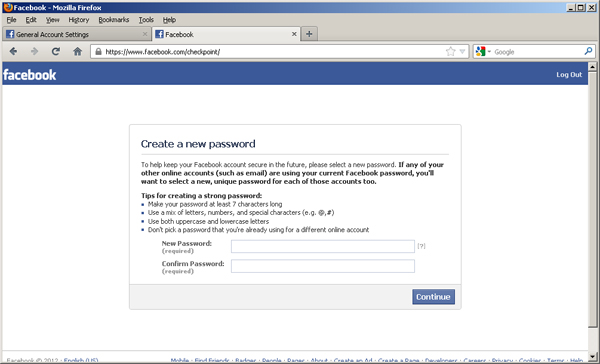 Facebook - Mozilla Firefox
File Edit View History Bookmarks Tools Help
General Account Settings × Facebook × +
https://www.facebook.com/checkpoint/ Google
facebook Log Out
Create a new password
To help keep your Facebook account secure in the future, please select a new password. If any of your
other online accounts (such as email) are using your current Facebook password, you'll
want to select a new, unique password for each of those accounts too.
Tips for creating a strong password:
• Make your password at least 7 characters long
• Use a mix of letters, numbers, and special characters (e.g. @,#)
• Use both uppercase and lowercase letters
• Don't pick a password that you're already using for a different online account
New Password: [?]
(required)
Confirm Password:
(required)
Continue
Facebook © 2012 · English (US) Mobile · Find Friends · Badges · People · Pages · About · Create an Ad · Create a Page · Developers · Careers · Privacy · Cookies · Terms · Help